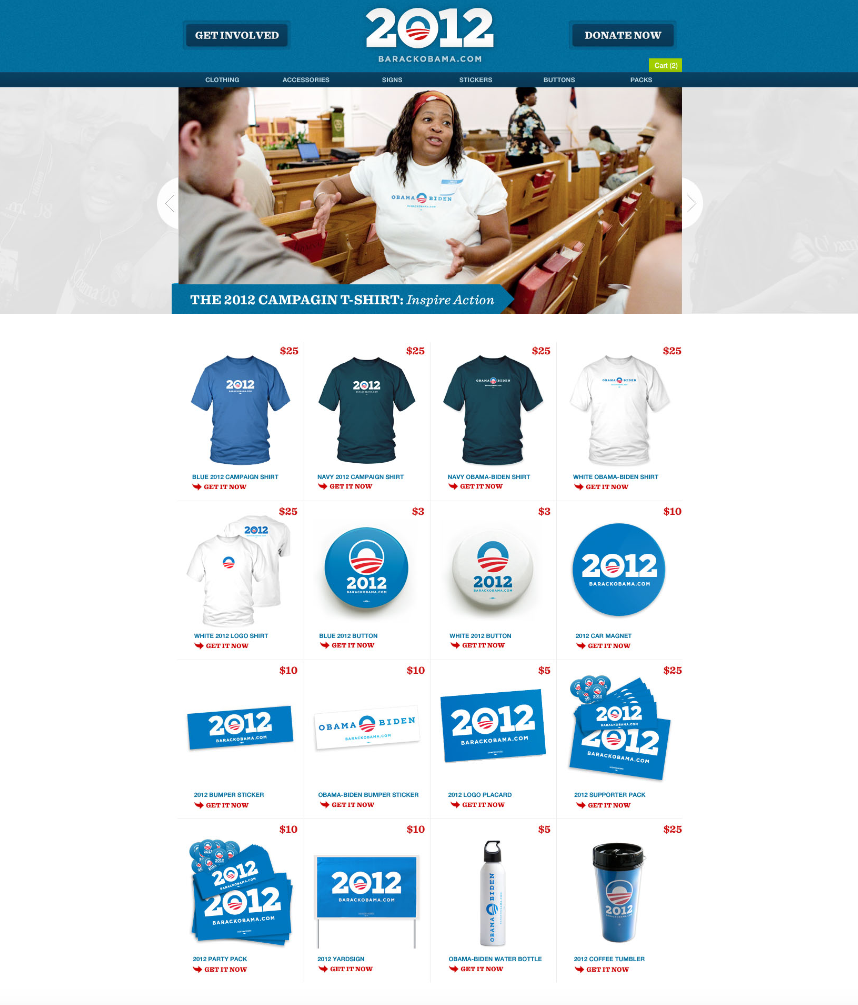 GET INVOLVED
2012
BARACKOBAMA.COM
DONATE NOW
Cart (2)
CLOTHING ACCESSORIES SIGNS STICKERS BUTTONS PACKS
OBAMA BIDEN
THE 2012 CAMPAGIN T-SHIRT: Inspire Action
$25 $25 $25 $25
2012 2012 OBAMA BIDEN OBAMA BIDEN
BLUE 2012 CAMPAIGN SHIRT NAVY 2012 CAMPAIGN SHIRT NAVY OBAMA-BIDEN SHIRT WHITE OBAMA-BIDEN SHIRT
GET IT NOW GET IT NOW GET IT NOW GET IT NOW
$25 $3 $3 $10
2012 2012 2012 2012
BARACKOBAMA.COM BARACKOBAMA.COM BARACKOBAMA.COM
WHITE 2012 LOGO SHIRT BLUE 2012 BUTTON WHITE 2012 BUTTON 2012 CAR MAGNET
GET IT NOW GET IT NOW GET IT NOW GET IT NOW
$10 $10 $5 $25
2012 OBAMA BIDEN 2012 2012
BARACKOBAMA.COM BARACKOBAMA.COM 2012
BARACKOBAMA.COM
2012 BUMPER STICKER OBAMA-BIDEN BUMPER STICKER 2012 LOGO PLACARD 2012 SUPPORTER PACK
GET IT NOW GET IT NOW GET IT NOW GET IT NOW
$10 $10 $5 $25
2012 2012 OBAMA BIDEN 2012
2012 BARACKOBAMA.COM
BARACKOBAMA.COM
2012 PARTY PACK 2012 YARDSIGN OBAMA-BIDEN WATER BOTTLE 2012 COFFEE TUMBLER
GET IT NOW GET IT NOW GET IT NOW GET IT NOW